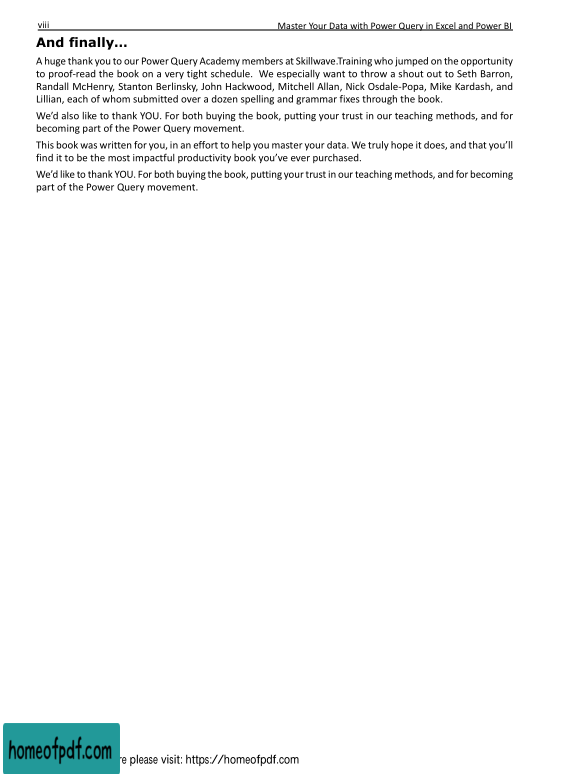 viii Master Your Data with Power Query in Excel and Power BI
And finally...
A huge thank you to our Power Query Academy members at Skillwave.Training who jumped on the opportunity
to proof-read the book on a very tight schedule. We especially want to throw a shout out to Seth Barron,
Randall McHenry, Stanton Berlinsky, John Hackwood, Mitchell Allan, Nick Osdale-Popa, Mike Kardash, and
Lillian, each of whom submitted over a dozen spelling and grammar fixes through the book.
We'd also like to thank YOU. For both buying the book, putting your trust in our teaching methods, and for
becoming part of the Power Query movement.
This book was written for you, in an effort to help you master your data. We truly hope it does, and that you'll
find it to be the most impactful productivity book you've ever purchased.
We'd like to thank YOU. For both buying the book, putting your trust in our teaching methods, and for becoming
part of the Power Query movement.
homeofpdf.com
re please visit: https://homeofpdf.com